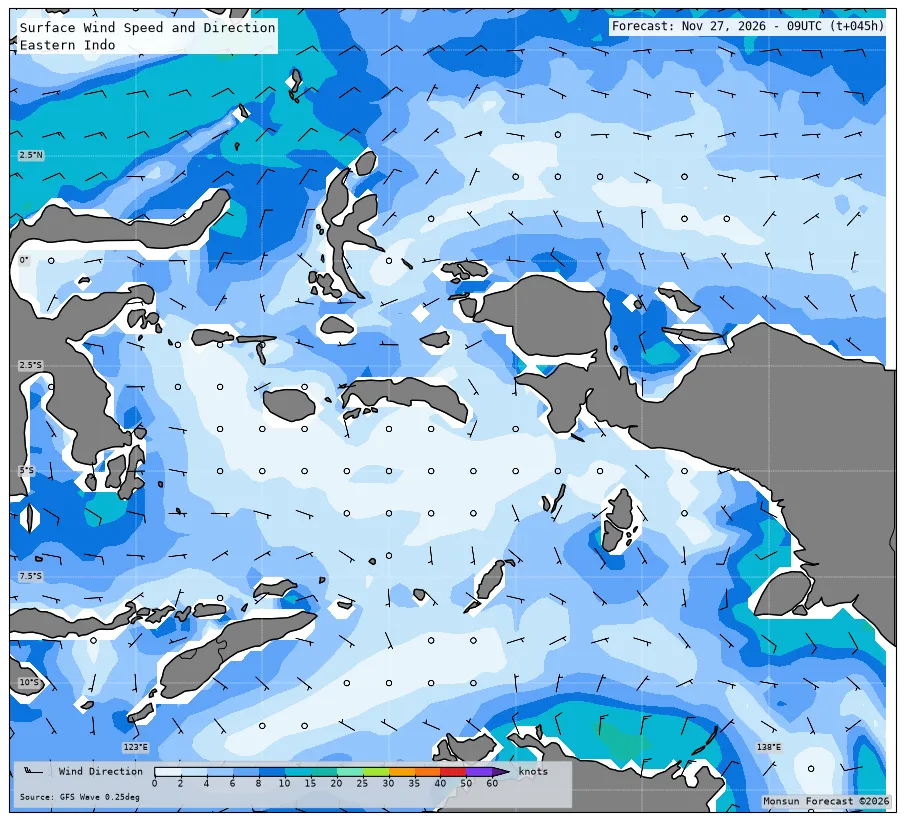 Surface Wind Speed and Direction
Eastern Indo
Forecast: Nov 27, 2026 - 09UTC (t+045h)
2.5°N
0°
2.5°S
5°S
7.5°S
10°S
123°E
138°E
Wind Direction
0 2 4 6 8 10 15 20 25 30 35 40 50 60
knots
Source: GFS Wave 0.25deg
Monsun Forecast ©2026